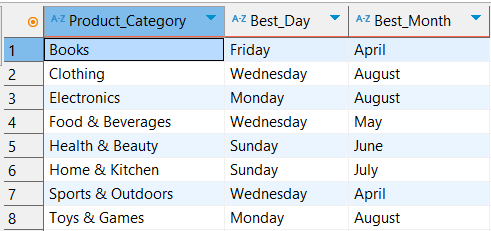 A-Z Product_Category A-Z Best_Day A-Z Best_Month
1 Books Friday April
2 Clothing Wednesday August
3 Electronics Monday August
4 Food & Beverages Wednesday May
5 Health & Beauty Sunday June
6 Home & Kitchen Sunday July
7 Sports & Outdoors Wednesday April
8 Toys & Games Monday August